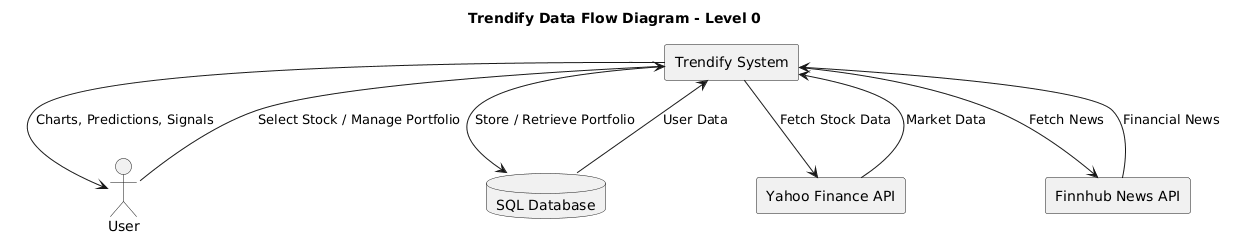 Trendify Data Flow Diagram - Level 0
Trendify System
Charts, Predictions, Signals
Select Stock / Manage Portfolio
Store / Retrieve Portfolio
User Data
Fetch Stock Data
Market Data
Fetch News
Financial News
User
SQL Database
Yahoo Finance API
Finnhub News API